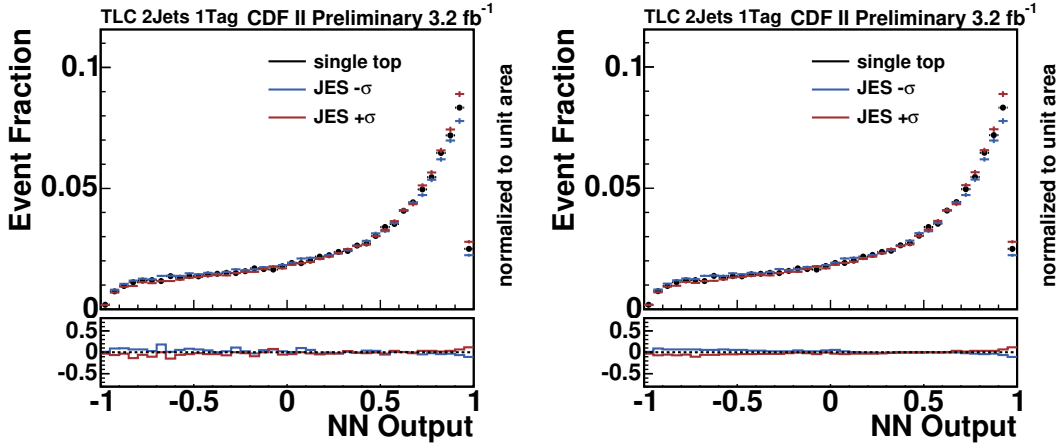 TLC 2Jets 1Tag CDF II Preliminary 3.2 fb-1
Event Fraction
normalized to unit area
0.1
0.05
0
single top
JES -σ
JES +σ
0.5
0
-0.5
-1 -0.5 0 0.5 1
NN Output
TLC 2Jets 1Tag CDF II Preliminary 3.2 fb-1
Event Fraction
normalized to unit area
0.1
0.05
0
single top
JES -σ
JES +σ
0.5
0
-0.5
-1 -0.5 0 0.5 1
NN Output